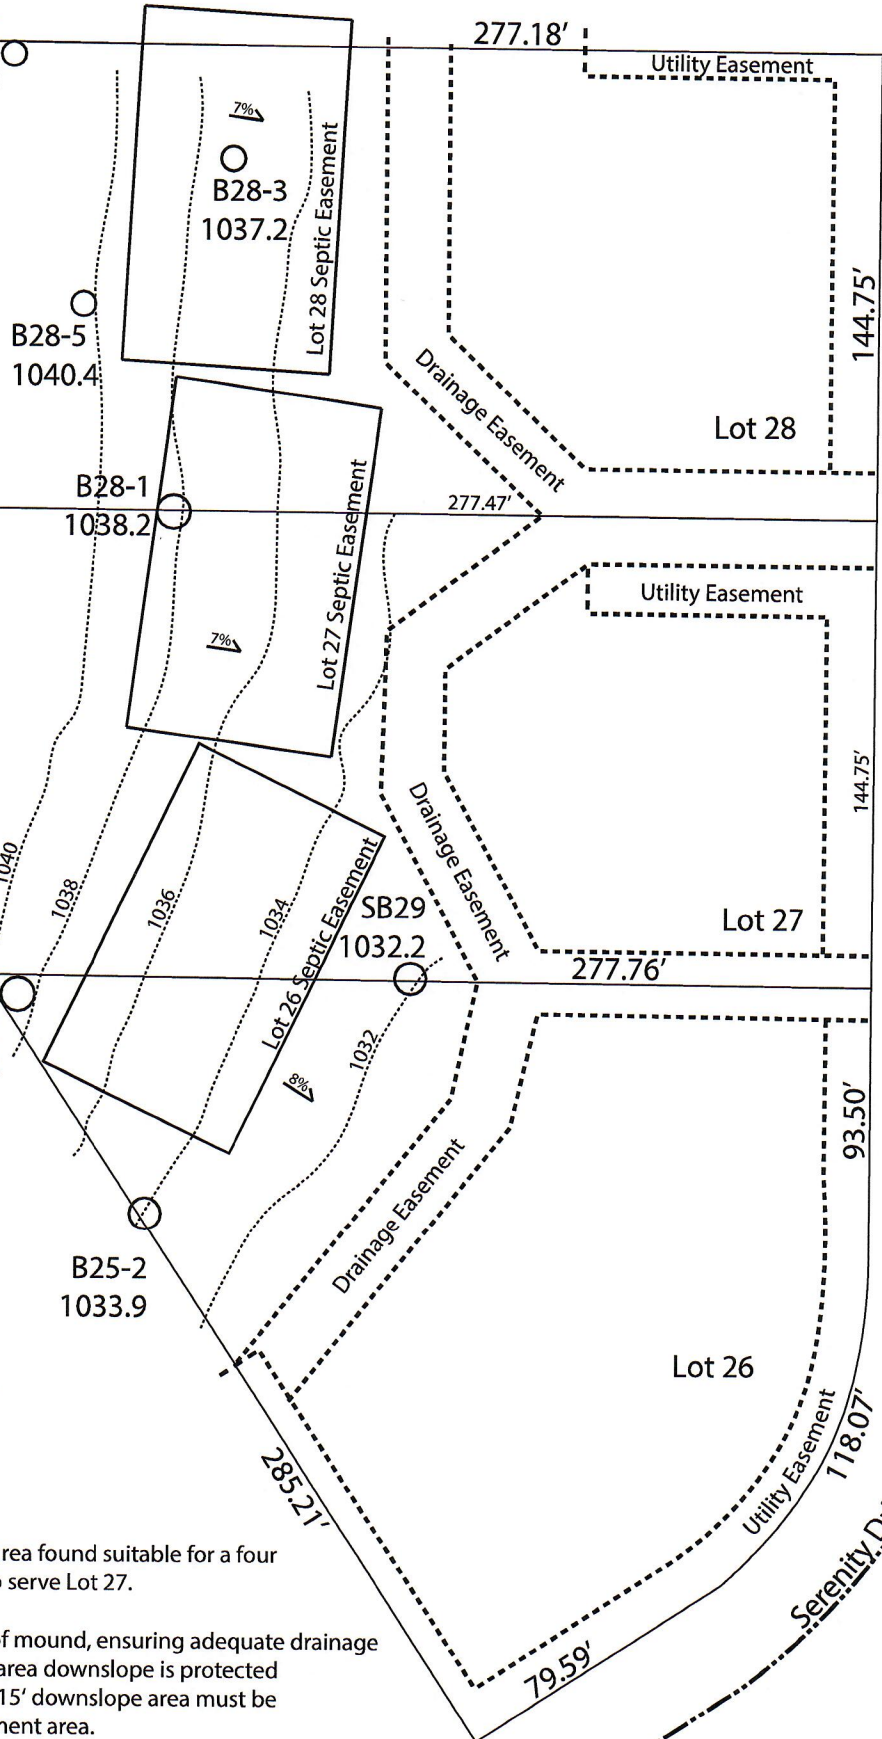 277.18'
Utility Easement
7%
B28-3
1037.2
Lot 28 Septic Easement
144.75'
B28-5
1040.4
Drainage Easement
Lot 28
B28-1
1038.2
277.47'
Lot 27 Septic Easement
Utility Easement
7%
144.75'
Drainage Easement
1040
1038
1036
1034
Lot 26 Septic Easement
SB29
1032.2
Lot 27
277.76'
1032
8%
93.50'
Drainage Easement
B25-2
1033.9
Lot 26
Utility Easement
118.07'
285.21'
Serenity
79.59'
found suitable for a four
serve Lot 27.
mound, ensuring adequate drainage
area downslope is protected
15' downslope area must be
area.